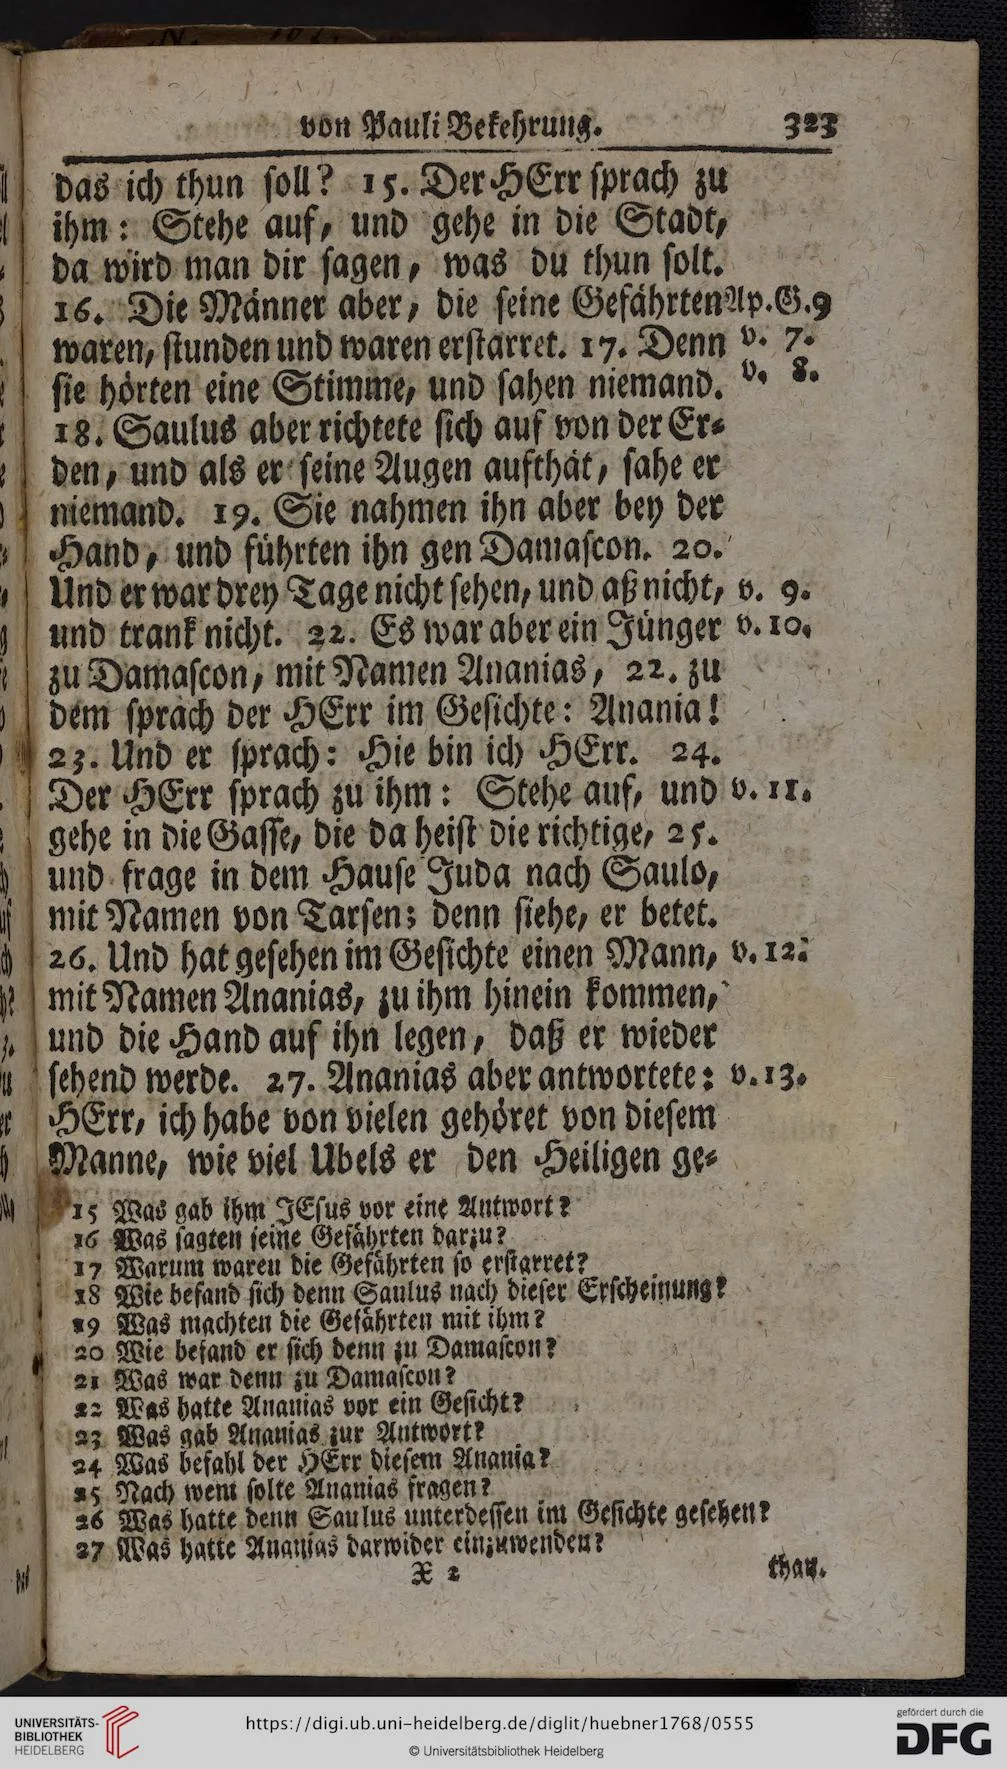 von Pauli Bekehrung. 323
das ich thun soll? 15. Der HErr sprach zu
ihm: Stehe auf, und gehe in die Stadt,
da wird man dir sagen, was du thun solt.
16. Die Männer aber, die seine Gefährten Ap.G.9
waren, stunden und waren erstarret. 17. Denn v. 7.
sie hörten eine Stimme, und sahen niemand. v. 8.
18. Saulus aber richtete sich auf von der Er-
den, und als er seine Augen aufthät, sahe er
niemand. 19. Sie nahmen ihn aber bey der
Hand, und führten ihn gen Damascon. 20.
Und er war drey Tage nicht sehen, und aß nicht, v. 9.
und trank nicht. 22. Es war aber ein Jünger v. 10.
zu Damascon, mit Namen Ananias, 22. zu
dem sprach der HErr im Gesichte: Anania!
23. Und er sprach: Hie bin ich HErr. 24.
Der HErr sprach zu ihm: Stehe auf, und v. 11.
gehe in die Gasse, die da heist die richtige, 25.
und frage in dem Hause Juda nach Saulo,
mit Namen von Tarsen; denn siehe, er betet.
26. Und hat gesehen im Gesichte einen Mann, v. 12.
mit Namen Ananias, zu ihm hinein kommen,
und die Hand auf ihn legen, daß er wieder
sehend werde. 27. Ananias aber antwortete: v. 13.
HErr, ich habe von vielen gehöret von diesem
Manne, wie viel Ubels er den Heiligen ge-
15 Was gab ihm JEsus vor eine Antwort?
16 Was sagten seine Gefährten darzu?
17 Warum waren die Gefährten so erstarret?
18 Wie befand sich denn Saulus nach dieser Erscheinung?
19 Was machten die Gefährten mit ihm?
20 Wie befand er sich denn zu Damascon?
21 Was war denn zu Damascon?
22 Was hatte Ananias vor ein Gesicht?
23 Was gab Ananias zur Antwort?
24 Was befahl der HErr diesem Anania?
25 Nach wem solte Ananias fragen?
26 Was hatte denn Saulus unterdessen im Gesichte gesehen?
27 Was hatte Ananias darwider einzuwenden?
X 2 than.
UNIVERSITÄTS-
BIBLIOTHEK
HEIDELBERG
https://digi.ub.uni-heidelberg.de/diglit/huebner1768/0555
© Universitätsbibliothek Heidelberg
gefördert durch die
DFG